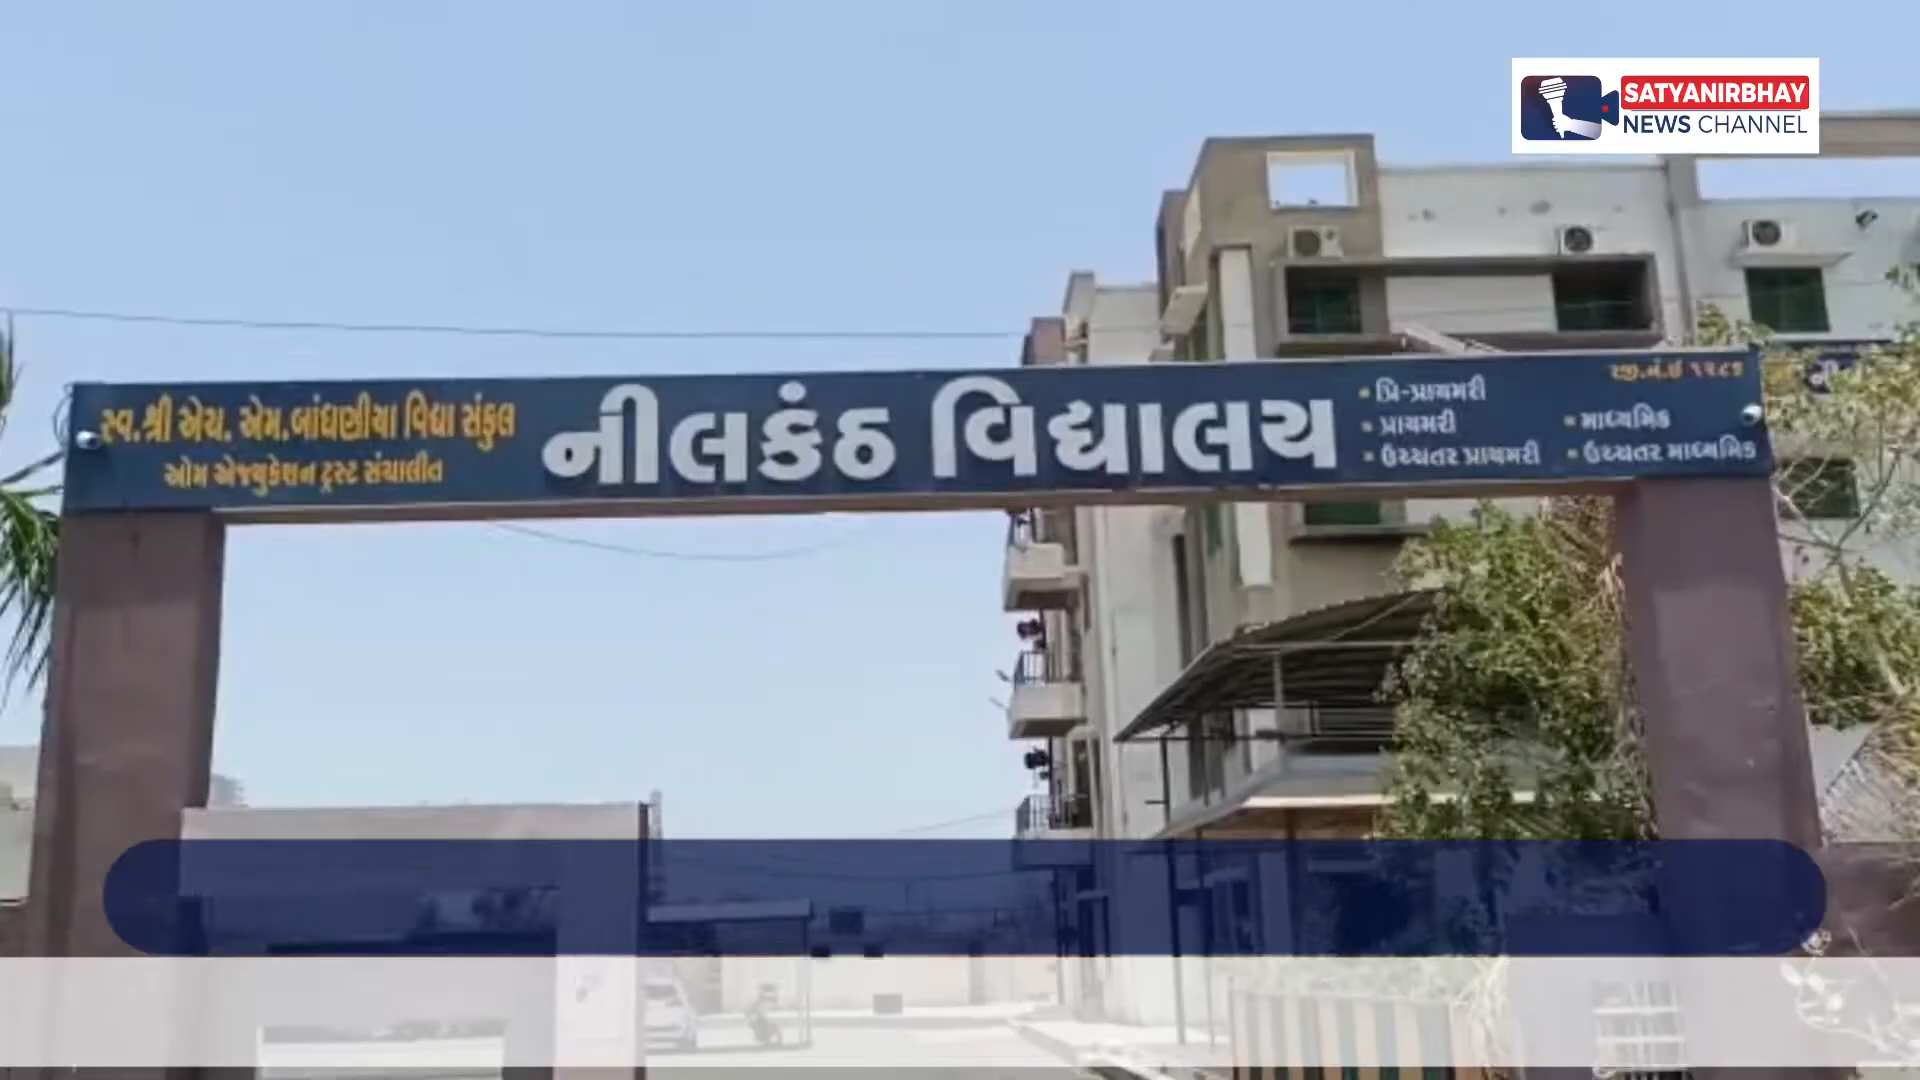 SATYANIRBHAY
NEWS CHANNEL
સ્વ.શ્રી એચ. એમ.બાંધણીયા વિદ્યા સંકુલ
ઓમ એજ્યુકેશન ટ્રસ્ટ સંચાલીત
નીલકંઠ વિદ્યાલય
• પ્રિ-પ્રાયમરી
• પ્રાયમરી
• ઉચ્ચતર પ્રાયમરી
• માધ્યમિક
• ઉચ્ચતર માધ્યમિક
રજી.નં.ઈ